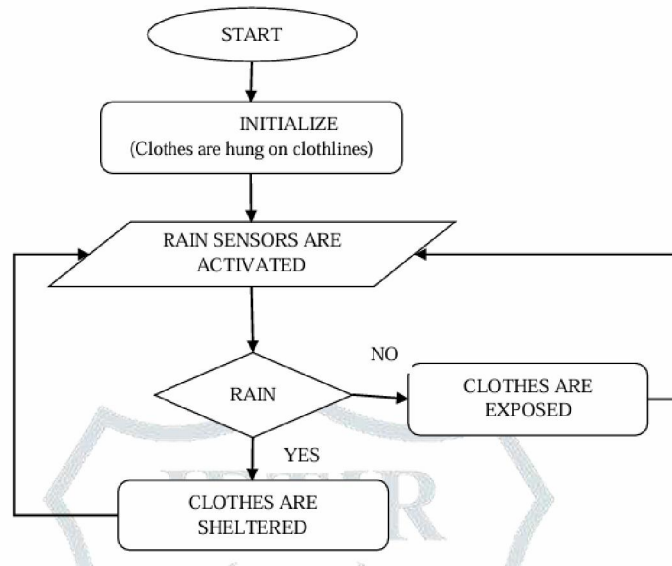 START
INITIALIZE
(Clothes are hung on clothlines)
RAIN SENSORS ARE
ACTIVATED
RAIN
NO
CLOTHES ARE
EXPOSED
YES
CLOTHES ARE
SHELTERED